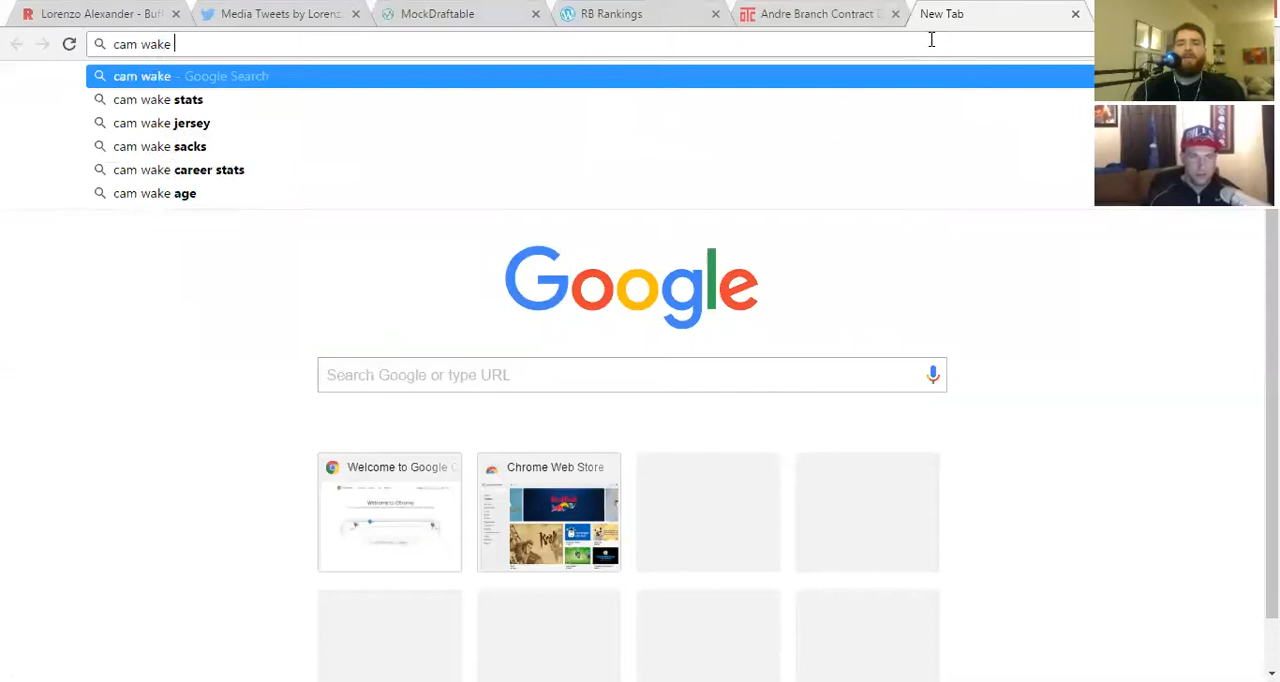 Lorenzo Alexander - Buff
Media Tweets by Lorenz
MockDraftable
RB Rankings
Andre Branch Contract D
New Tab
cam wake
cam wake - Google Search
cam wake stats
cam wake jersey
cam wake sacks
cam wake career stats
cam wake age
Google
Search Google or type URL
Welcome to Google C
Chrome Web Store